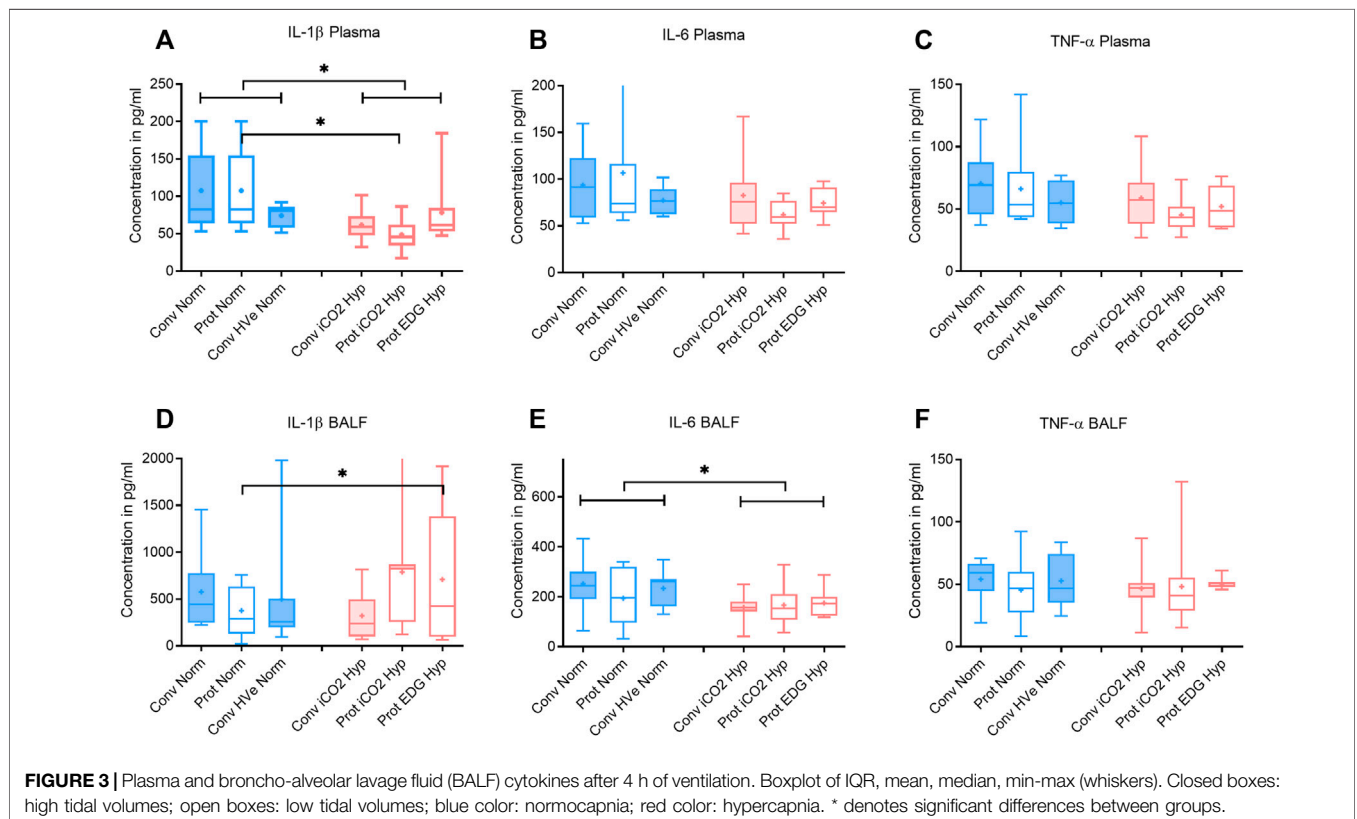 A
IL-1β Plasma
Concentration in pg/ml
250
200
150
100
50
0
*
*
Conv Norm
Prot Norm
Conv HVe Norm
Conv iCO2 Hyp
Prot iCO2 Hyp
Prot EDG Hyp
B
IL-6 Plasma
Concentration in pg/ml
200
150
100
50
0
Conv Norm
Prot Norm
Conv HVe Norm
Conv iCO2 Hyp
Prot iCO2 Hyp
Prot EDG Hyp
C
TNF-α Plasma
Concentration in pg/ml
150
100
50
0
Conv Norm
Prot Norm
Conv HVe Norm
Conv iCO2 Hyp
Prot iCO2 Hyp
Prot EDG Hyp
D
IL-1β BALF
Concentration in pg/ml
2000
1500
1000
500
0
*
Conv Norm
Prot Norm
Conv HVe Norm
Conv iCO2 Hyp
Prot iCO2 Hyp
Prot EDG Hyp
E
IL-6 BALF
Concentration in pg/ml
600
400
200
0
*
Conv Norm
Prot Norm
Conv HVe Norm
Conv iCO2 Hyp
Prot iCO2 Hyp
Prot EDG Hyp
F
TNF-α BALF
Concentration in pg/ml
150
100
50
0
Conv Norm
Prot Norm
Conv HVe Norm
Conv iCO2 Hyp
Prot iCO2 Hyp
Prot EDG Hyp
FIGURE 3 | Plasma and broncho-alveolar lavage fluid (BALF) cytokines after 4 h of ventilation. Boxplot of IQR, mean, median, min-max (whiskers). Closed boxes:
high tidal volumes; open boxes: low tidal volumes; blue color: normocapnia; red color: hypercapnia. * denotes significant differences between groups.